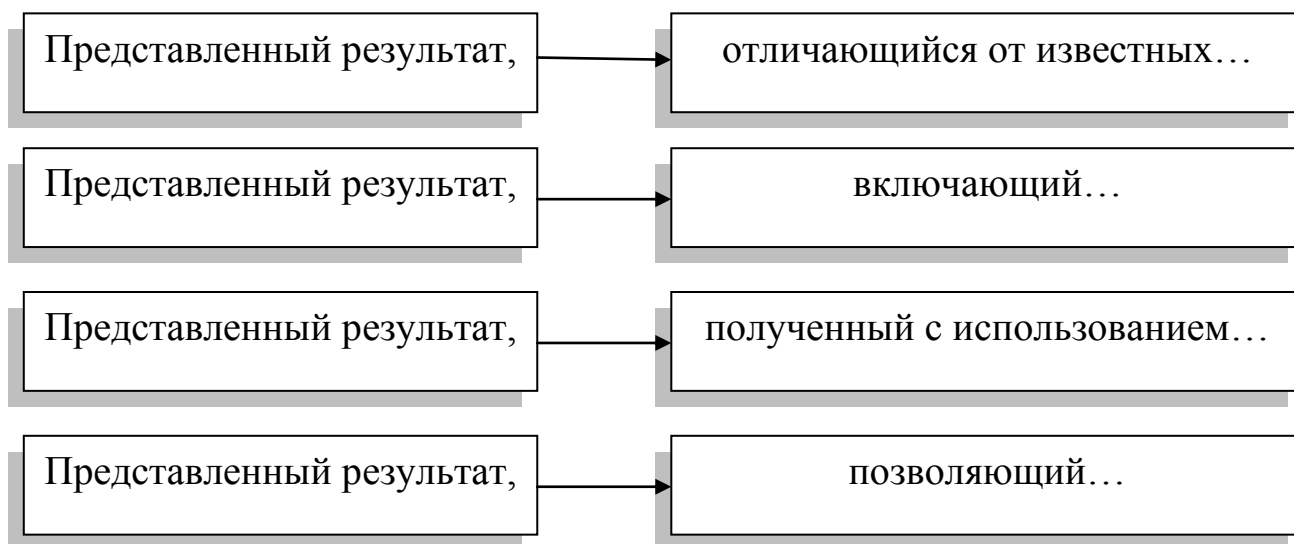 Представленный результат,
отличающийся от известных…
Представленный результат,
включающий…
Представленный результат,
полученный с использованием…
Представленный результат,
позволяющий…